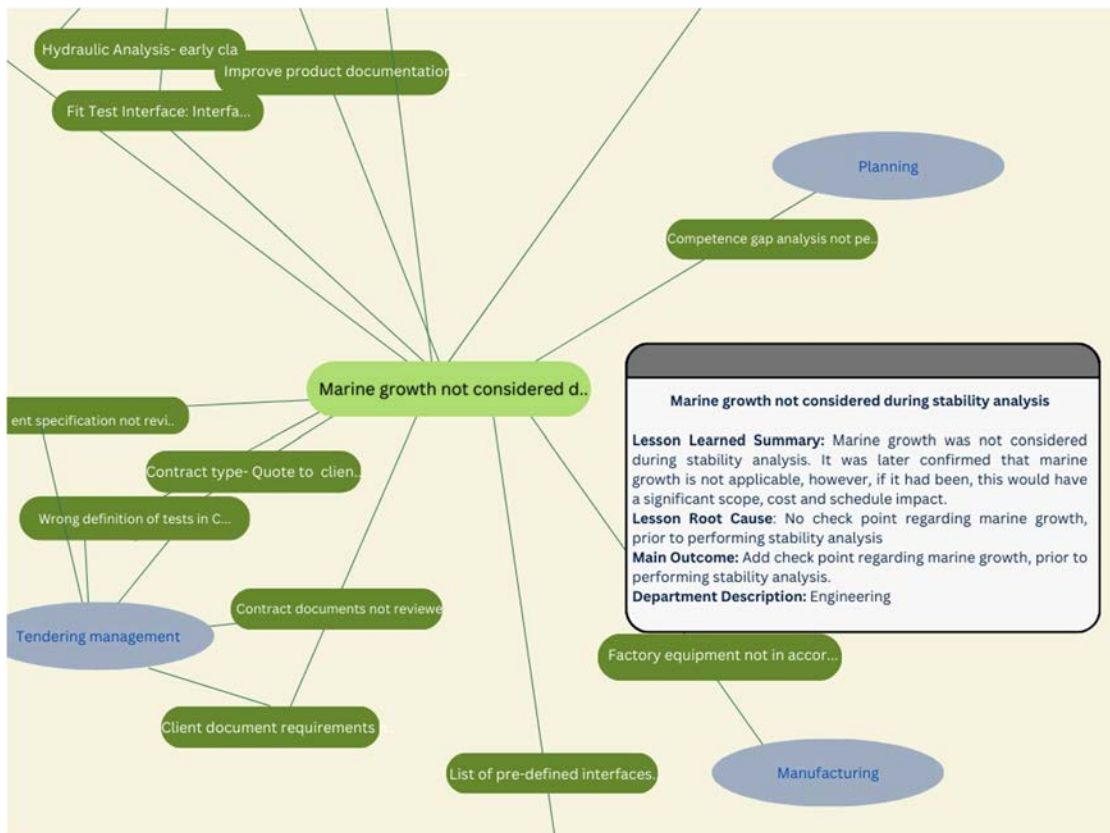 Hydraulic Analysis- early cla
Improve product documentation...
Fit Test Interface: Interfa...
Planning
Competence gap analysis not pe..
Marine growth not considered d..
ent specification not revi..
Contract type- Quote to clien..
Wrong definition of tests in C...
Tendering management
Contract documents not reviewe
Client document requirements
List of pre-defined interfaces.
Marine growth not considered during stability analysis
Lesson Learned Summary: Marine growth was not considered
during stability analysis. It was later confirmed that marine
growth is not applicable, however, if it had been, this would have
a significant scope, cost and schedule impact.
Lesson Root Cause: No check point regarding marine growth,
prior to performing stability analysis
Main Outcome: Add check point regarding marine growth, prior to
performing stability analysis.
Department Description: Engineering
Factory equipment not in accor...
Manufacturing